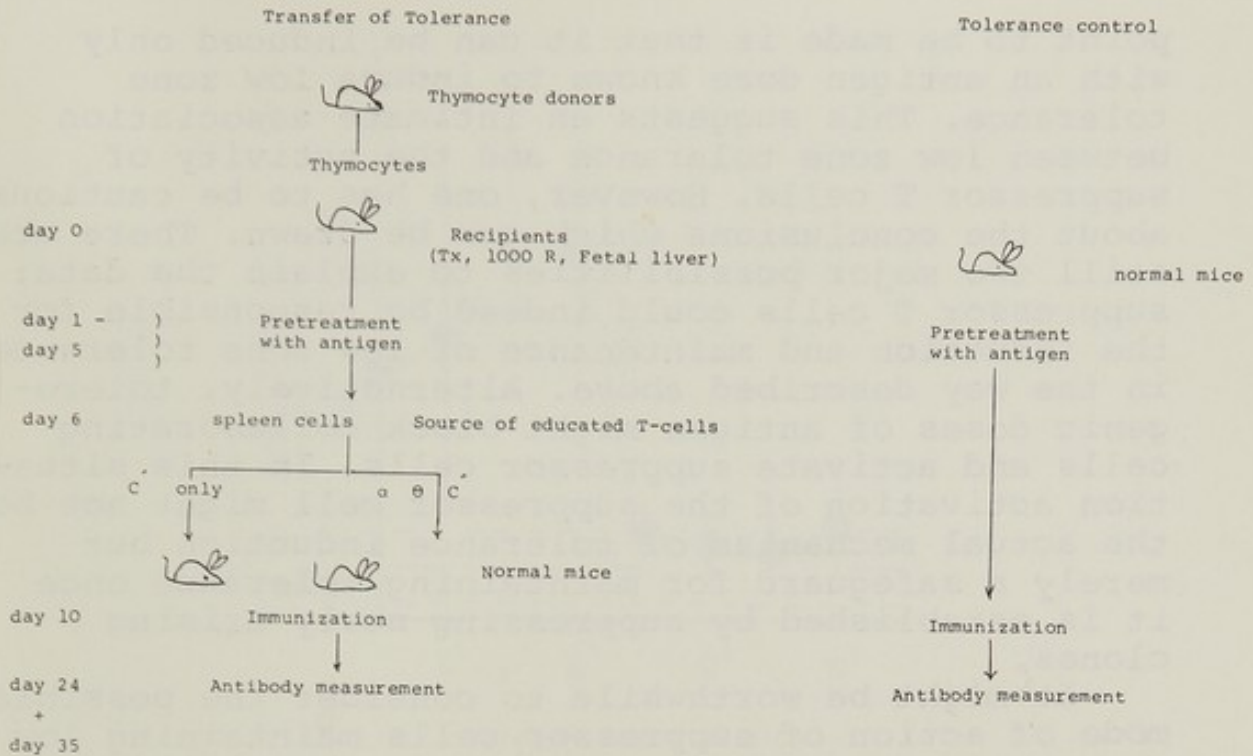 Transfer of Tolerance
Tolerance control
Thymocyte donors
Thymocytes
day 0
Recipients
(Tx, 1000 R, Fetal liver)
normal mice
day 1 - )
)
day 5 )
Pretreatment
with antigen
Pretreatment
with antigen
day 6 spleen cells Source of educated T-cells
C´ only α θ C´
Normal mice
day 10 Immunization
Immunization
day 24 Antibody measurement
+
day 35
Antibody measurement